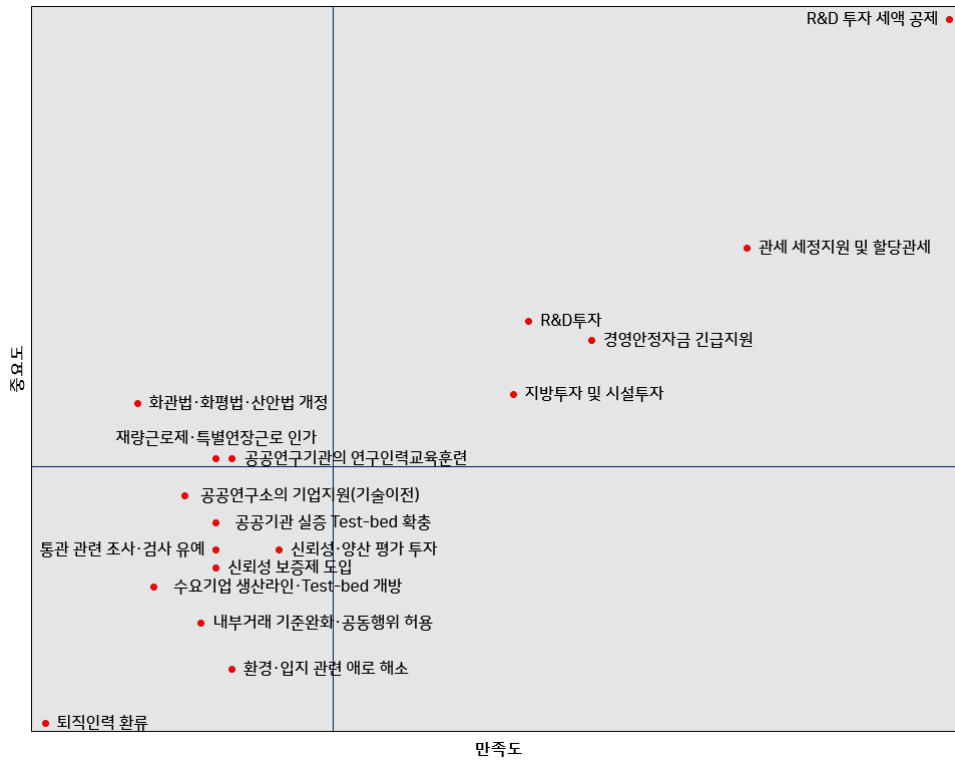 R&D 투자 세액 공제
관세 세정지원 및 할당관세
R&D투자
경영안정자금 긴급지원
중요도
지방투자 및 시설투자
화관법·화평법·산안법 개정
재량근로제·특별연장근로 인가
공공연구기관의 연구인력교육훈련
공공연구소의 기업지원(기술이전)
공공기관 실증 Test-bed 확충
통관 관련 조사·검사 유예
신뢰성·양산 평가 투자
신뢰성 보증제 도입
수요기업 생산라인·Test-bed 개방
내부거래 기준완화·공동행위 허용
환경·입지 관련 애로 해소
퇴직인력 환류
만족도